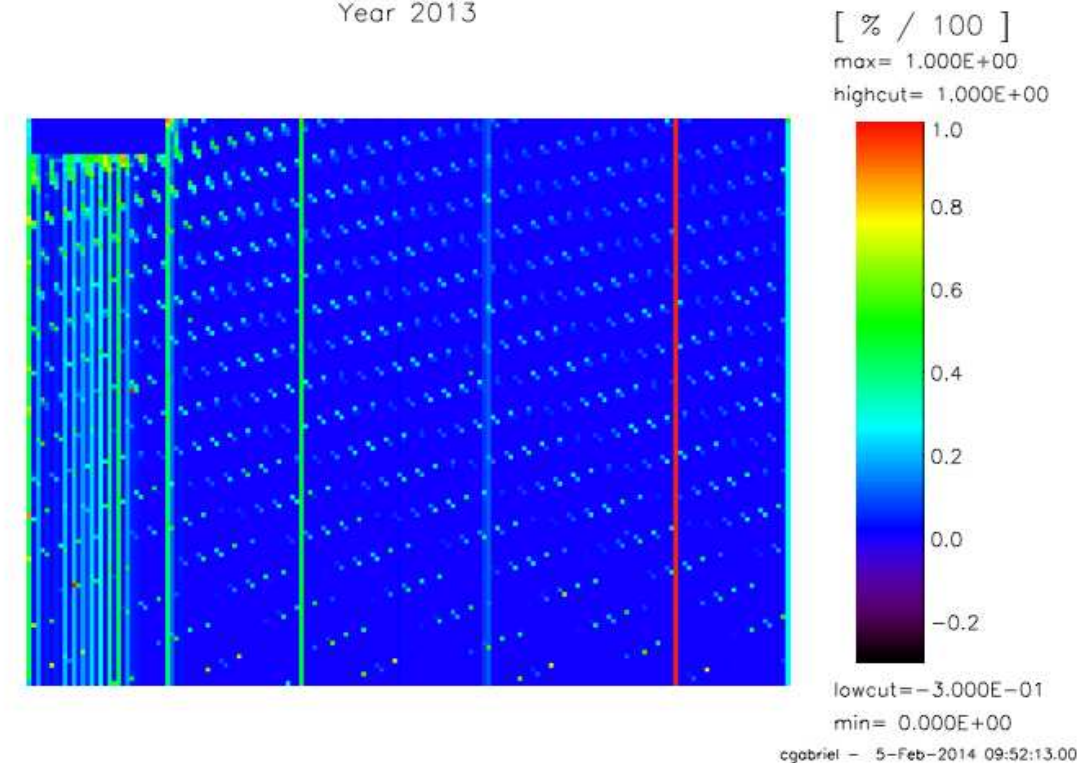 Year 2013
[ % / 100 ]
max= 1.000E+00
highcut= 1.000E+00
1.0
0.8
0.6
0.4
0.2
0.0
−0.2
lowcut=−3.000E−01
min= 0.000E+00
cgabriel − 5−Feb−2014 09:52:13.00